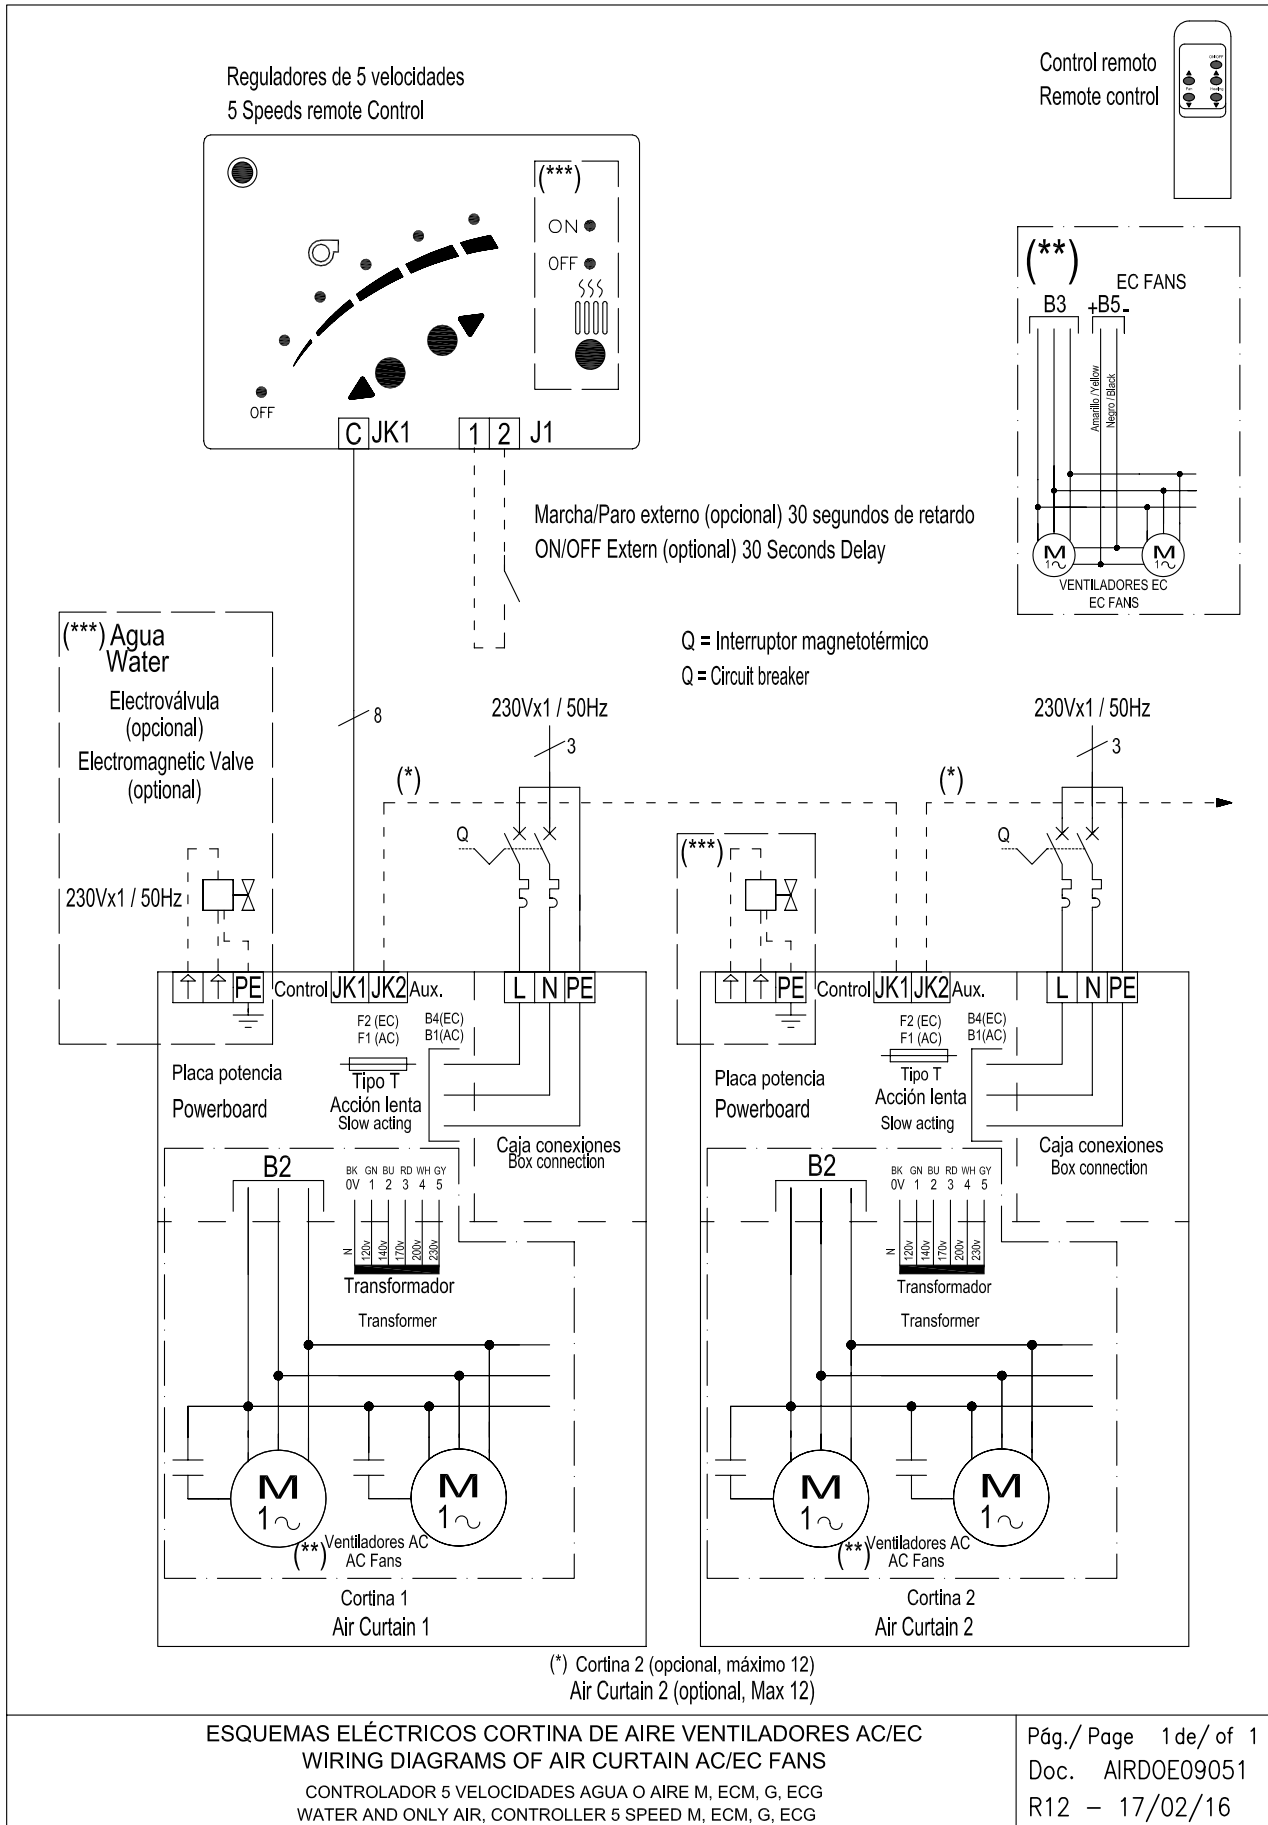 Reguladores de 5 velocidades
5 Speeds remote Control
Control remoto
Remote control
ON/OFF
Fan
Heating
(***)
ON
OFF
OFF
C JK1
1 2 J1
(**)
EC FANS
B3 +B5-
Amarillo/Yellow
Negro/Black
M
1~
M
1~
VENTILADORES EC
EC FANS
Marcha/Paro externo (opcional) 30 segundos de retardo
ON/OFF Extern (optional) 30 Seconds Delay
Q = Interruptor magnetotérmico
Q = Circuit breaker
(***) Agua
Water
Electroválvula
(opcional)
Electromagnetic Valve
(optional)
230Vx1 / 50Hz
8
230Vx1 / 50Hz
3
(*)
Q
230Vx1 / 50Hz
3
(*)
Q
(***)
PE Control JK1 JK2 Aux. L N PE
F2 (EC)
F1 (AC)
B4(EC)
B1(AC)
Tipo T
Acción lenta
Slow acting
Placa potencia
Powerboard
Caja conexiones
Box connection
B2
BK GN BU RD WH GY
0V 1 2 3 4 5
N 120v 140v 170v 200v 230v
Transformador
Transformer
M
1~
M
1~
(**) Ventiladores AC
AC Fans
Cortina 1
Air Curtain 1
PE Control JK1 JK2 Aux. L N PE
F2 (EC)
F1 (AC)
B4(EC)
B1(AC)
Tipo T
Acción lenta
Slow acting
Placa potencia
Powerboard
Caja conexiones
Box connection
B2
BK GN BU RD WH GY
0V 1 2 3 4 5
N 120v 140v 170v 200v 230v
Transformador
Transformer
M
1~
M
1~
(**) Ventiladores AC
AC Fans
Cortina 2
Air Curtain 2
(*) Cortina 2 (opcional, máximo 12)
Air Curtain 2 (optional, Max 12)
ESQUEMAS ELÉCTRICOS CORTINA DE AIRE VENTILADORES AC/EC
WIRING DIAGRAMS OF AIR CURTAIN AC/EC FANS
CONTROLADOR 5 VELOCIDADES AGUA O AIRE M, ECM, G, ECG
WATER AND ONLY AIR, CONTROLLER 5 SPEED M, ECM, G, ECG
Pág./ Page 1 de/ of 1
Doc. AIRDOE09051
R12 - 17/02/16